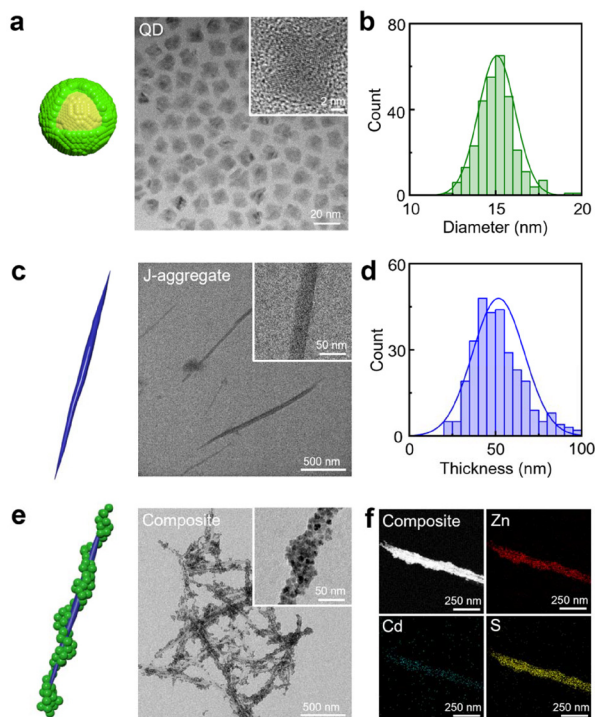 a
QD
2 nm
20 nm
b
Count
80
40
0
10
15
20
Diameter (nm)
c
J-aggregate
50 nm
500 nm
d
Count
60
30
0
0
50
100
Thickness (nm)
e
Composite
50 nm
500 nm
f
Composite
Zn
250 nm
250 nm
Cd
S
250 nm
250 nm